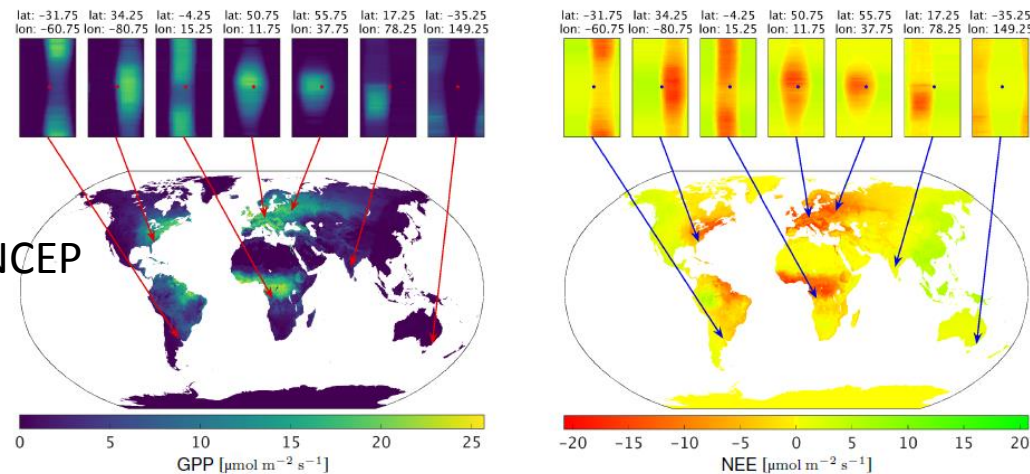 lat: −31.75 lat: 34.25 lat: −4.25 lat: 50.75 lat: 55.75 lat: 17.25 lat: −35.25
lon: −60.75 lon: −80.75 lon: 15.25 lon: 11.75 lon: 37.75 lon: 78.25 lon: 149.25
NCEP
0 5 10 15 20 25
GPP [µmol m⁻² s⁻¹]
lat: −31.75 lat: 34.25 lat: −4.25 lat: 50.75 lat: 55.75 lat: 17.25 lat: −35.25
lon: −60.75 lon: −80.75 lon: 15.25 lon: 11.75 lon: 37.75 lon: 78.25 lon: 149.25
-20 -15 -10 -5 0 5 10 15 20
NEE [µmol m⁻² s⁻¹]